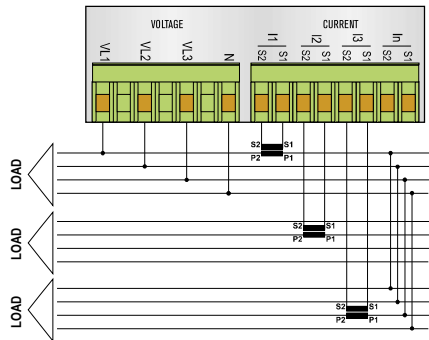 VOLTAGE
CURRENT
I1
I2
I3
In
VL1
VL2
VL3
N
S2
S1
S2
S1
S2
S1
S2
S1
S2
S1
P2
P1
LOAD
S2
S1
P2
P1
LOAD
S2
S1
P2
P1
LOAD